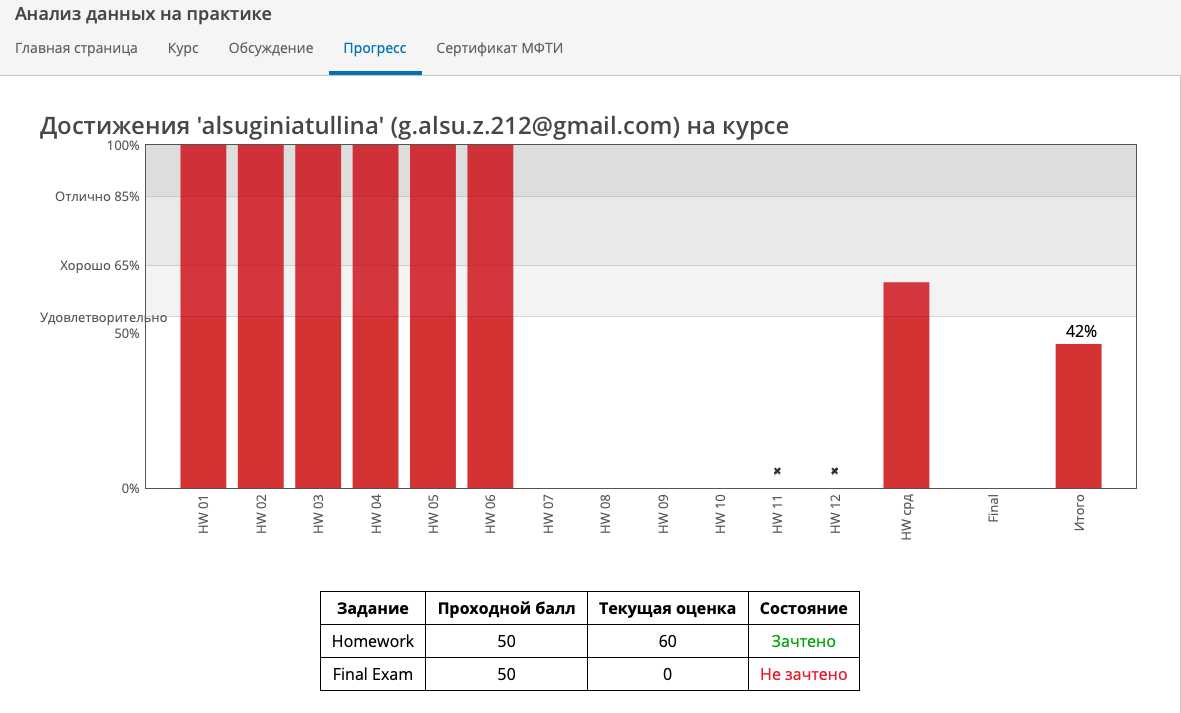 Анализ данных на практике
Главная страница Курс Обсуждение Прогресс Сертификат МФТИ
Достижения 'alsuginiatullina' (g.alsu.z.212@gmail.com) на курсе
100%
Отлично 85%
Хорошо 65%
Удовлетворительно
50%
42%
0%
HW 01
HW 02
HW 03
HW 04
HW 05
HW 06
HW 07
HW 08
HW 09
HW 10
HW 11
HW 12
HW срд
Final
Итого
Задание Проходной балл Текущая оценка Состояние
Homework 50 60 Зачтено
Final Exam 50 0 Не зачтено